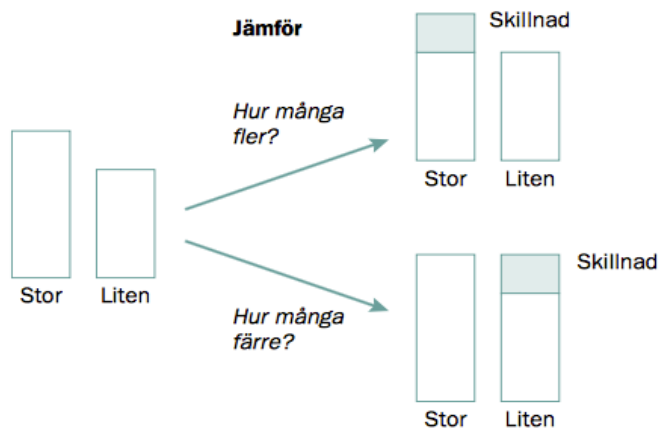 Jämför
Skillnad
Hur många
fler?
Stor Liten
Stor Liten
Skillnad
Hur många
färre?
Stor Liten